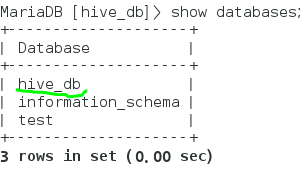 MariaDB [hive_db]> show databases;
+--------------------+
| Database           |
+--------------------+
| hive_db            |
| information_schema |
| test               |
+--------------------+
3 rows in set (0.00 sec)